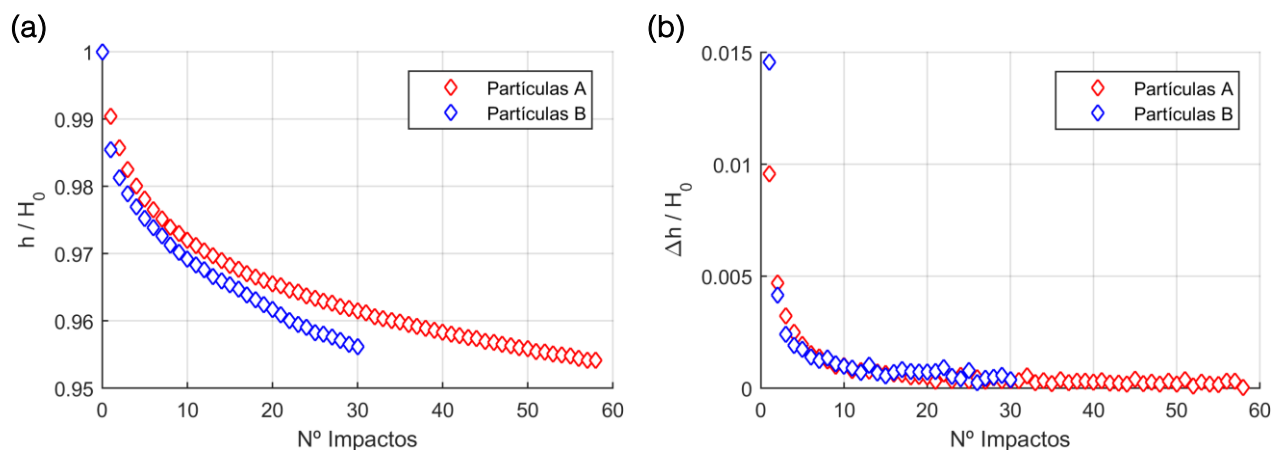 (a)
h / H0
1
0.99
0.98
0.97
0.96
0.95
Partículas A
Partículas B
0 10 20 30 40 50 60
Nº Impactos
(b)
Δh / H0
0.015
0.010
0.005
0
Partículas A
Partículas B
0 10 20 30 40 50 60
Nº Impactos